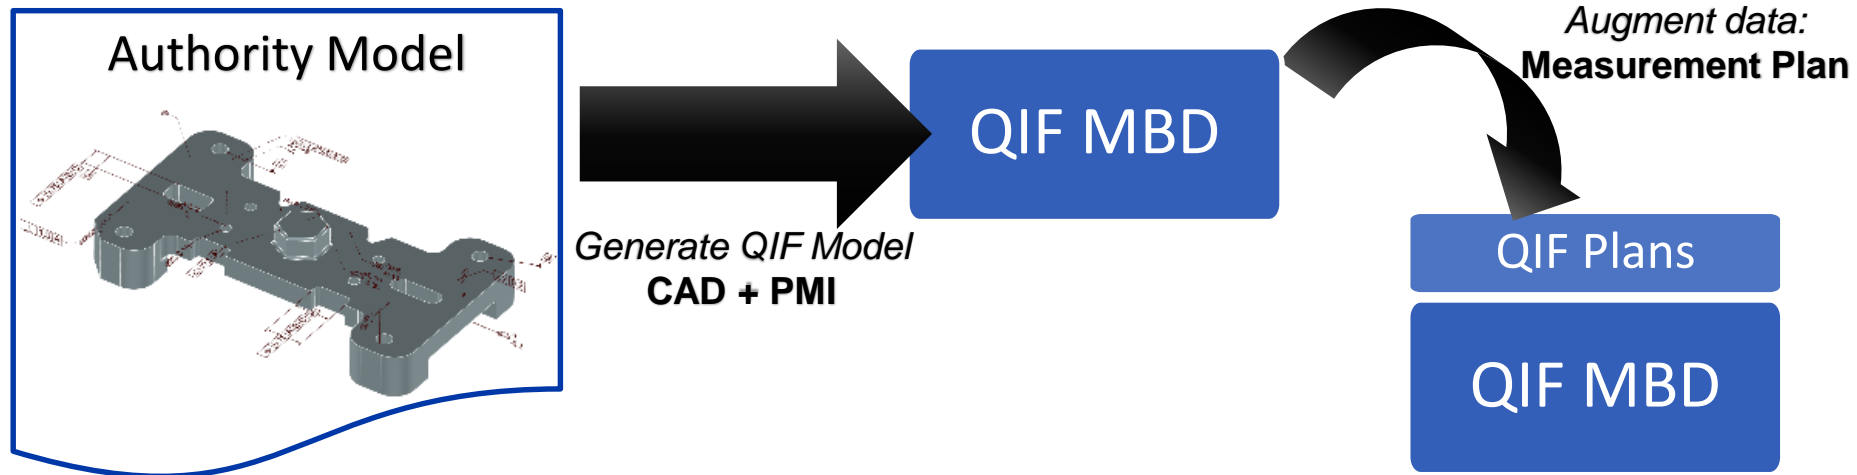 Authority Model
Generate QIF Model
CAD + PMI
QIF MBD
Augment data:
Measurement Plan
QIF Plans
QIF MBD